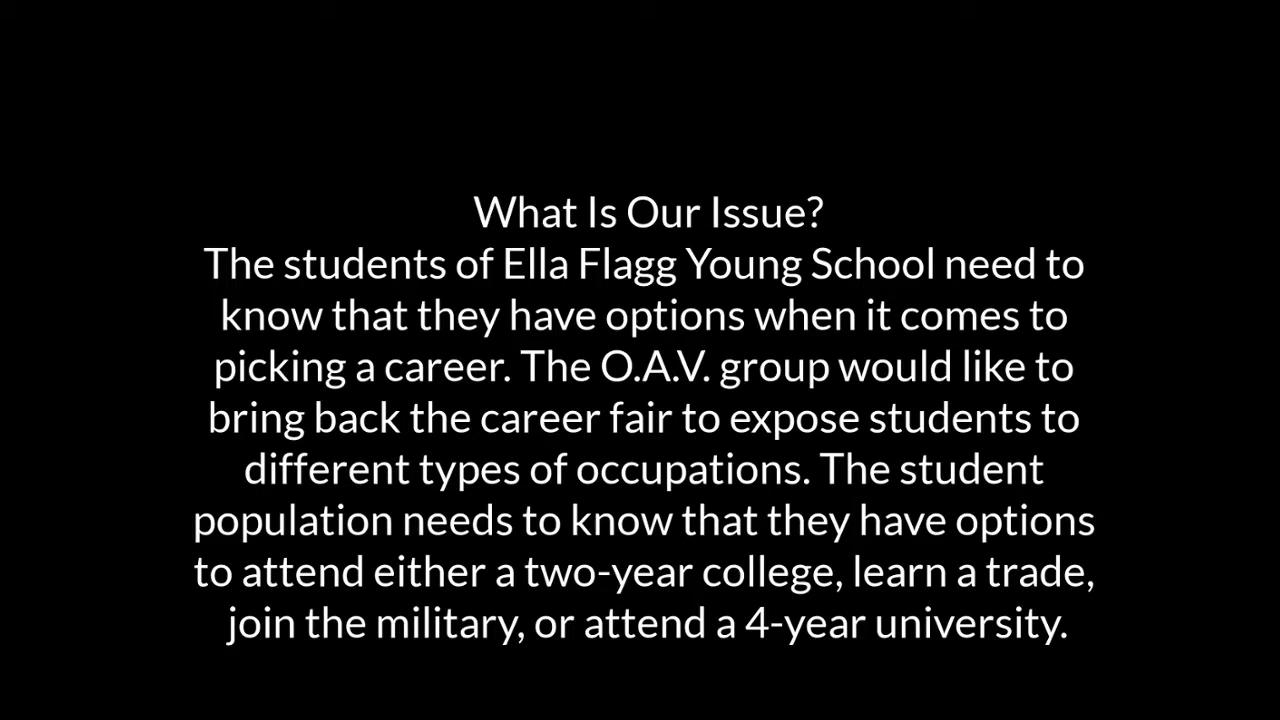 What Is Our Issue?
The students of Ella Flagg Young School need to
know that they have options when it comes to
picking a career. The O.A.V. group would like to
bring back the career fair to expose students to
different types of occupations. The student
population needs to know that they have options
to attend either a two-year college, learn a trade,
join the military, or attend a 4-year university.